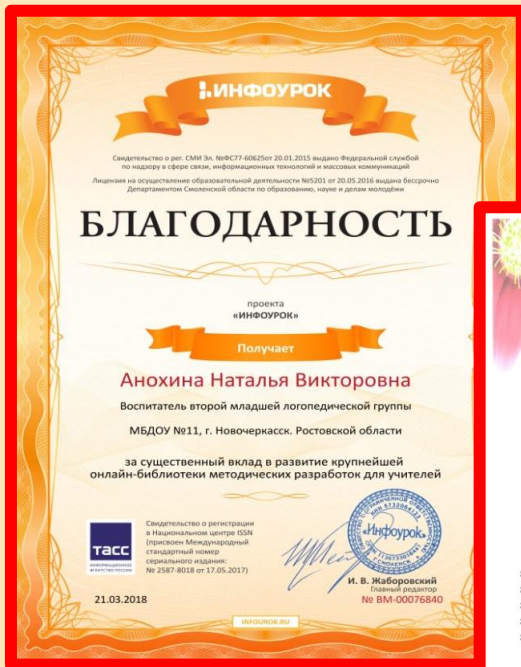 ИНФОУРОК
Свидетельство о рег. СМИ Эл. №ФС77-60625от 20.01.2015 выдано Федеральной службой
по надзору в сфере связи, информационных технологий и массовых коммуникаций
Лицензия на осуществление образовательной деятельности №5201 от 20.05.2016 выдана бессрочно
Департаментом Смоленской области по образованию, науке и делам молодёжи
БЛАГОДАРНОСТЬ
проекта
«ИНФОУРОК»
Получает
Анохина Наталья Викторовна
Воспитатель второй младшей логопедической группы
МБДОУ №11, г. Новочеркасск. Ростовской области
за существенный вклад в развитие крупнейшей
онлайн-библиотеки методических разработок для учителей
ТАСС
ИНФОРМАЦИОННОЕ
АГЕНТСТВО РОССИИ
Свидетельство о регистрации
в Национальном центре ISSN
(присвоен Международный
стандартный номер
сериального издания:
№ 2587-8018 от 17.05.2017)
«Инфоурок»
И. В. Жаборовский
Главный редактор
21.03.2018
№ ВМ-00076840
INFOUROK.RU